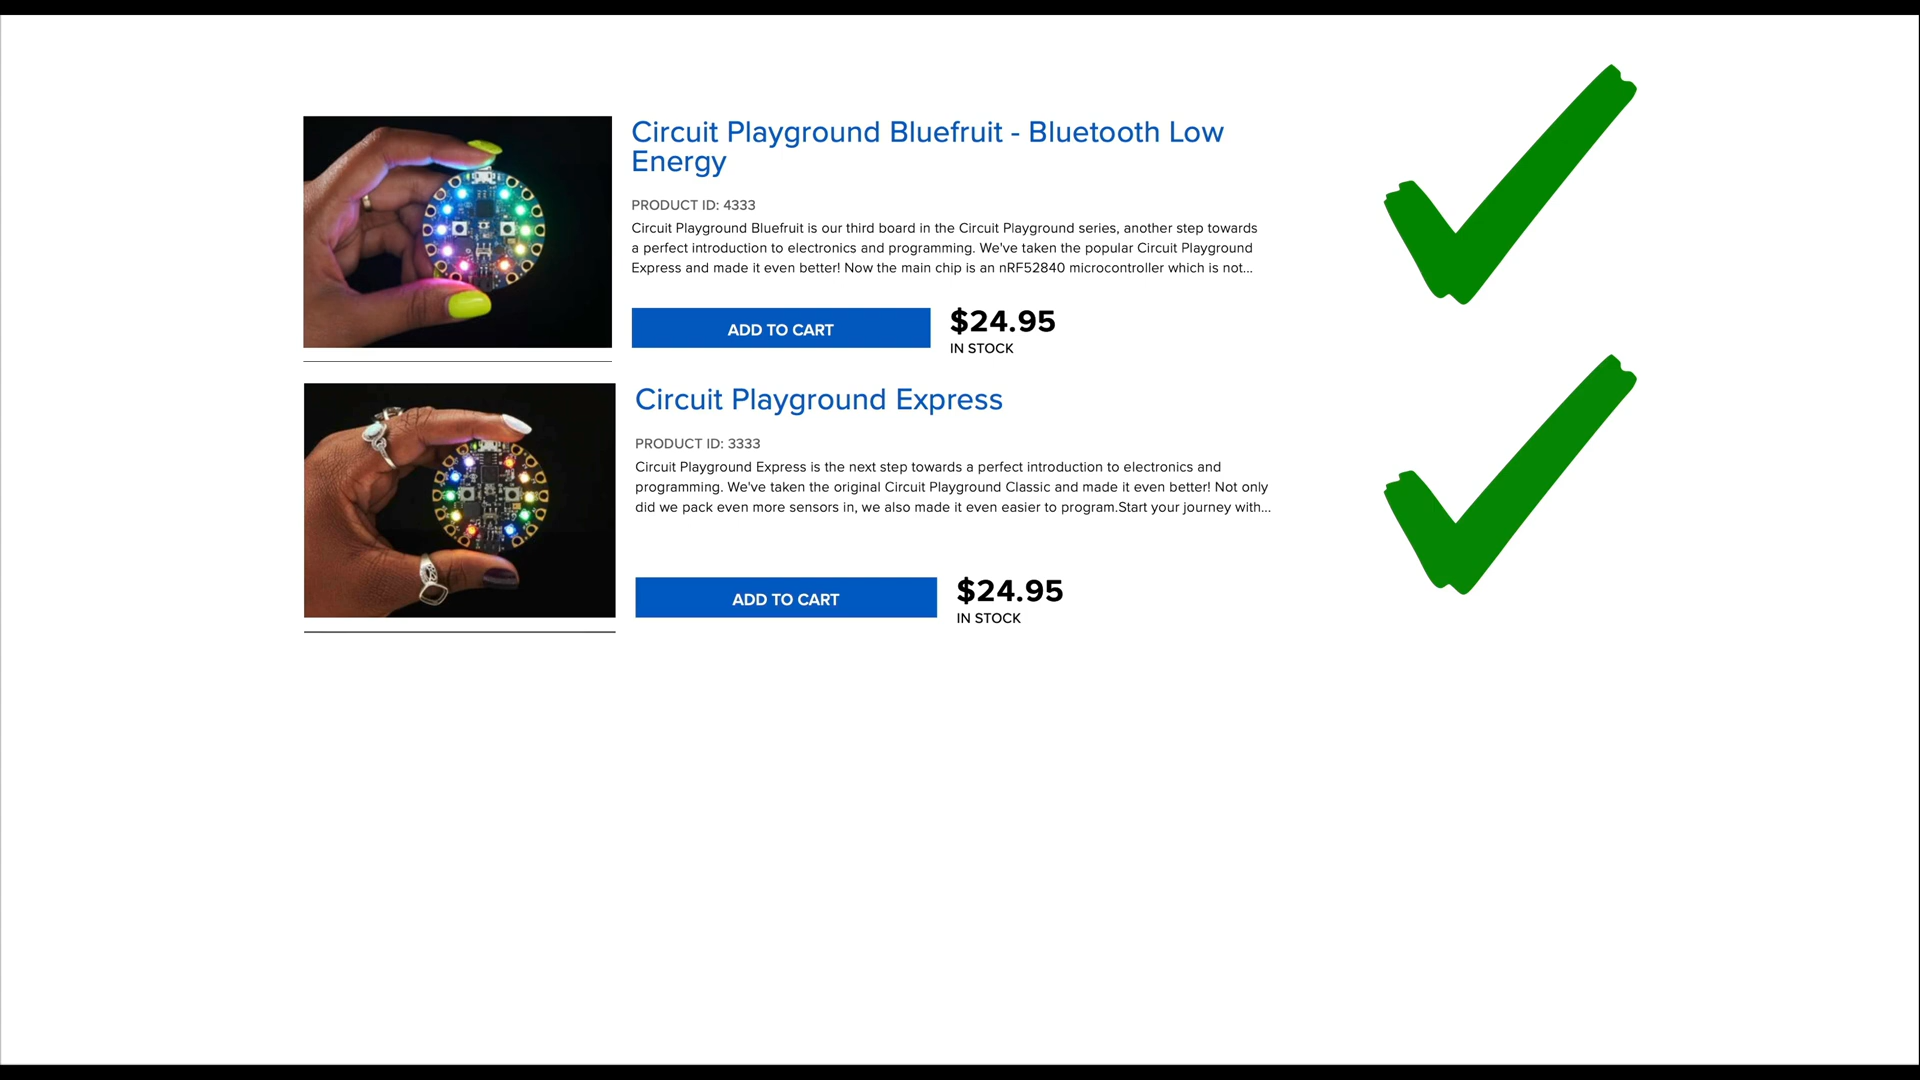 Circuit Playground Bluefruit - Bluetooth Low
Energy
PRODUCT ID: 4333
Circuit Playground Bluefruit is our third board in the Circuit Playground series, another step towards
a perfect introduction to electronics and programming. We've taken the popular Circuit Playground
Express and made it even better! Now the main chip is an nRF52840 microcontroller which is not...
ADD TO CART
$24.95
IN STOCK
Circuit Playground Express
PRODUCT ID: 3333
Circuit Playground Express is the next step towards a perfect introduction to electronics and
programming. We've taken the original Circuit Playground Classic and made it even better! Not only
did we pack even more sensors in, we also made it even easier to program.Start your journey with...
ADD TO CART
$24.95
IN STOCK